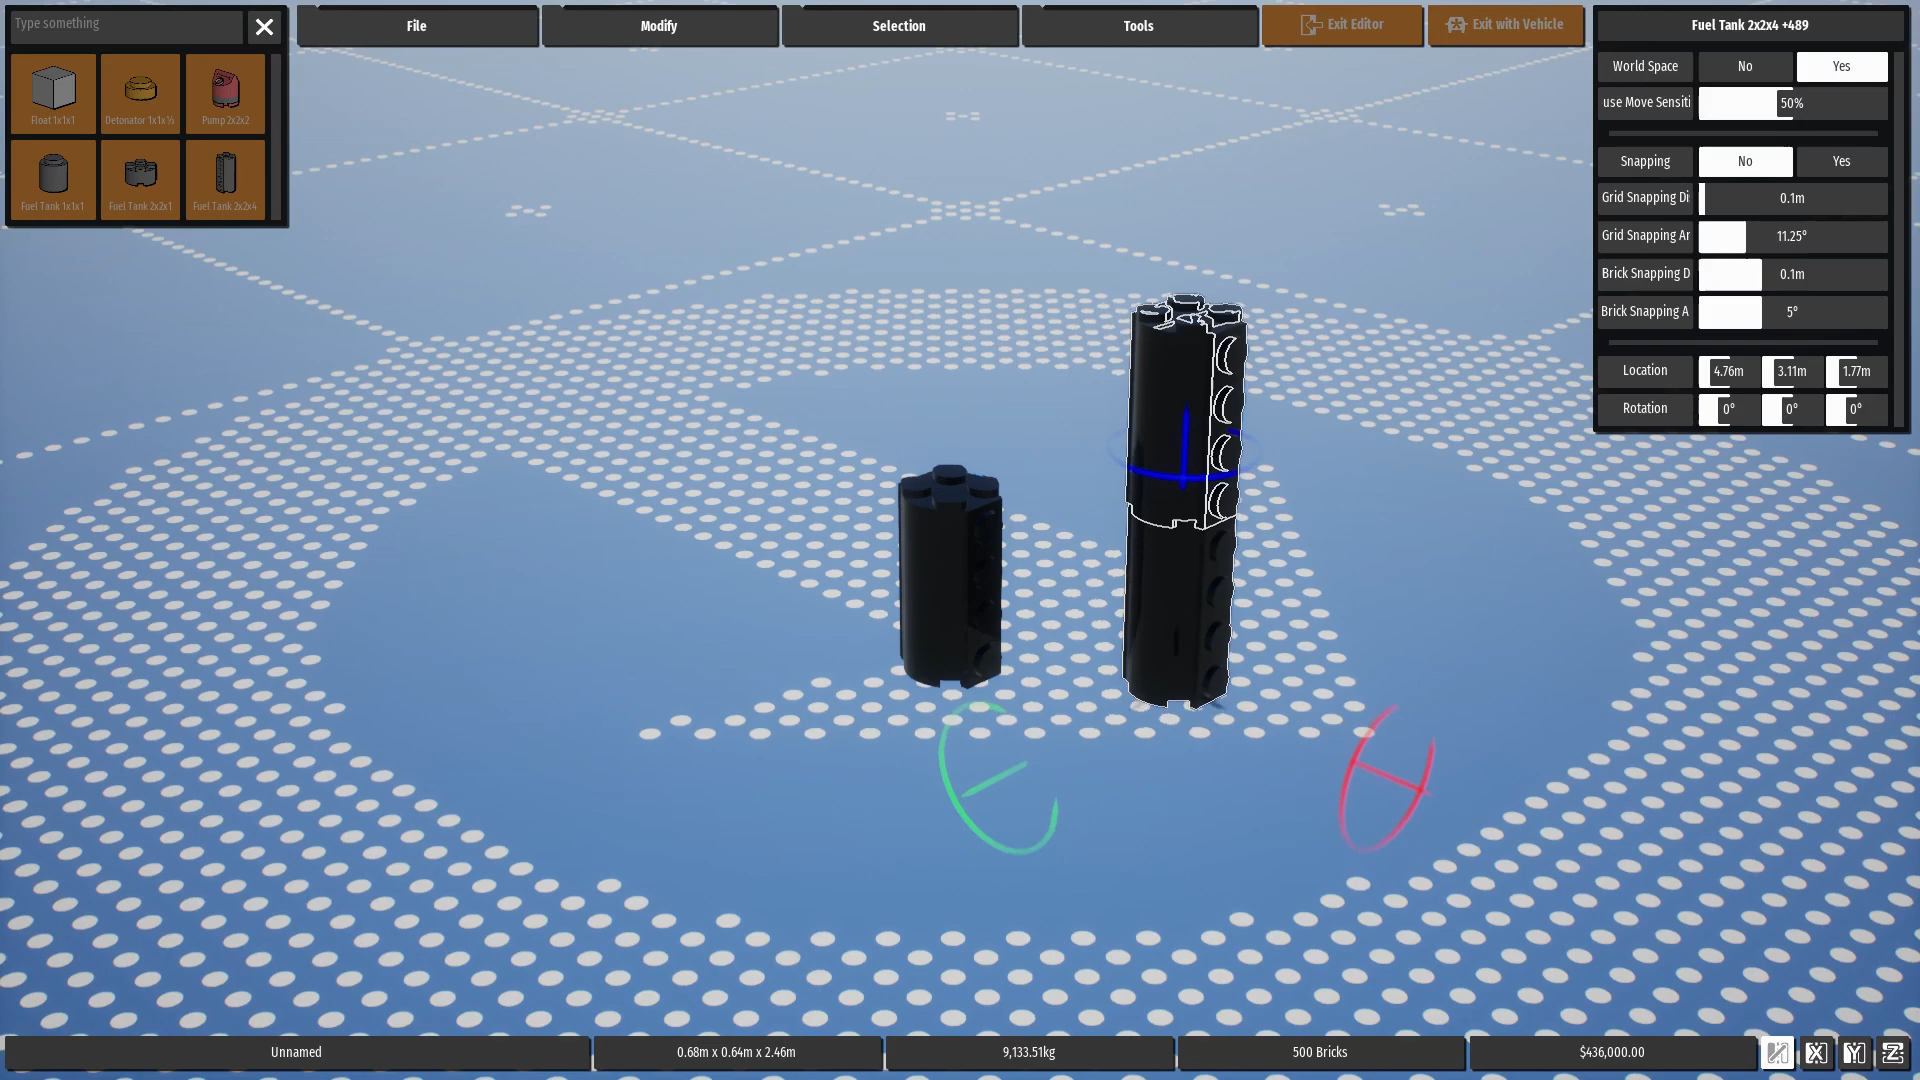 Type something
Float 1x1x1
Detonator 1x1x⅓
Pump 2x2x2
Fuel Tank 1x1x1
Fuel Tank 2x2x1
Fuel Tank 2x2x4
File
Modify
Selection
Tools
Exit Editor
Exit with Vehicle
Fuel Tank 2x2x4 +489
World Space
No
Yes
use Move Sensiti
50%
Snapping
No
Yes
Grid Snapping Di
0.1m
Grid Snapping Ar
11.25°
Brick Snapping D
0.1m
Brick Snapping A
5°
Location
4.76m
3.11m
1.77m
Rotation
0°
0°
0°
Unnamed
0.68m x 0.64m x 2.46m
9,133.51kg
500 Bricks
$436,000.00
X
Y
Z